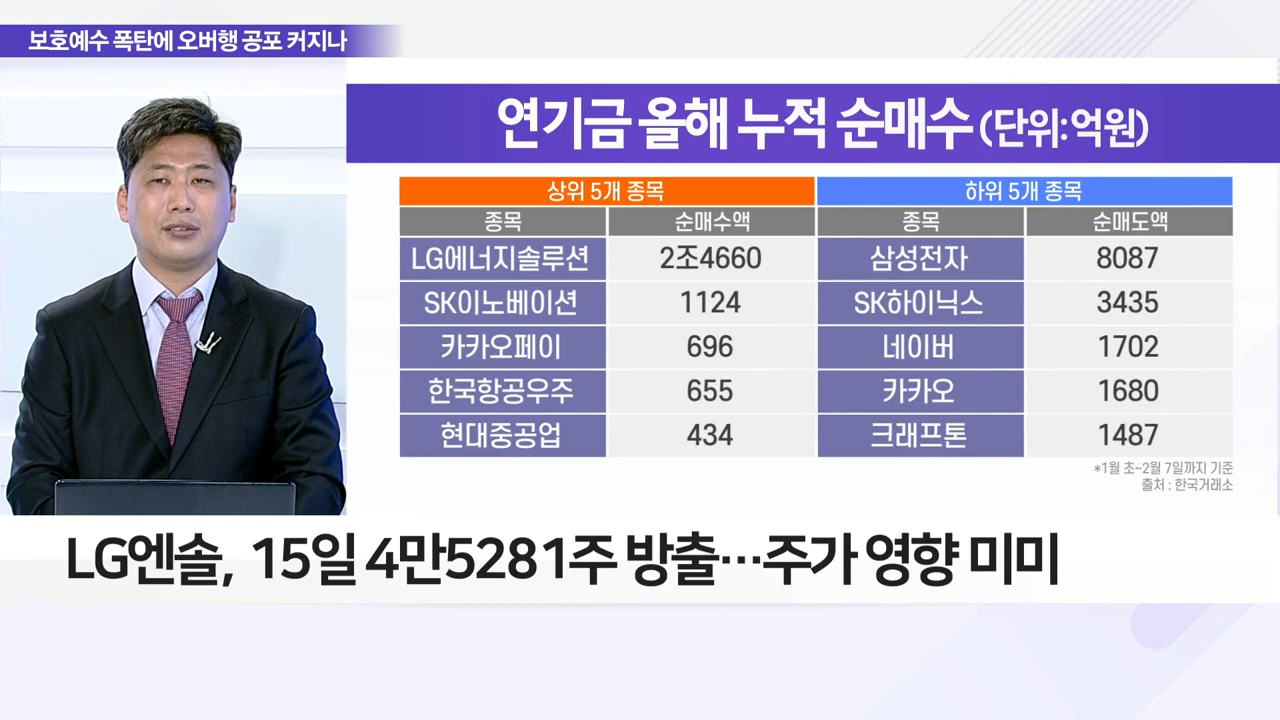 보호예수 폭탄에 오버행 공포 커지나
연기금 올해 누적 순매수 (단위:억원)
상위 5개 종목 하위 5개 종목
종목 순매수액 종목 순매도액
LG에너지솔루션 2조4660 삼성전자 8087
SK이노베이션 1124 SK하이닉스 3435
카카오페이 696 네이버 1702
한국항공우주 655 카카오 1680
현대중공업 434 크래프톤 1487
*1월 초~2월 7일까지 기준
출처 : 한국거래소
LG엔솔, 15일 4만5281주 방출…주가 영향 미미